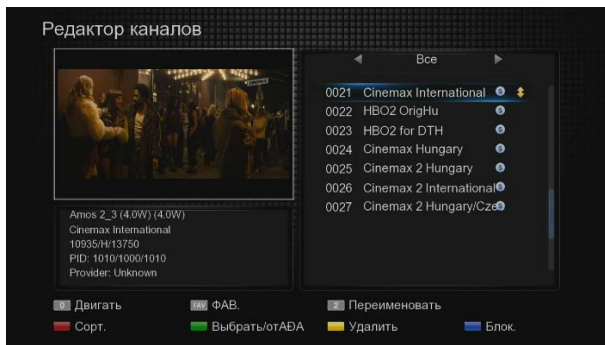 Редактор каналов
Все
0021 Cinemax International
0022 HBO2 OrigHu
0023 HBO2 for DTH
0024 Cinemax Hungary
0025 Cinemax 2 Hungary
0026 Cinemax 2 International
0027 Cinemax 2 Hungary/Cze
Amos 2_3 (4.0W) (4.0W)
Cinemax International
10935/H/13750
PID: 1010/1000/1010
Provider: Unknown
0 Двигать FAV ФАВ. 2 Переименовать
Сорт. Выбрать/отАĐА Удалить Блок.